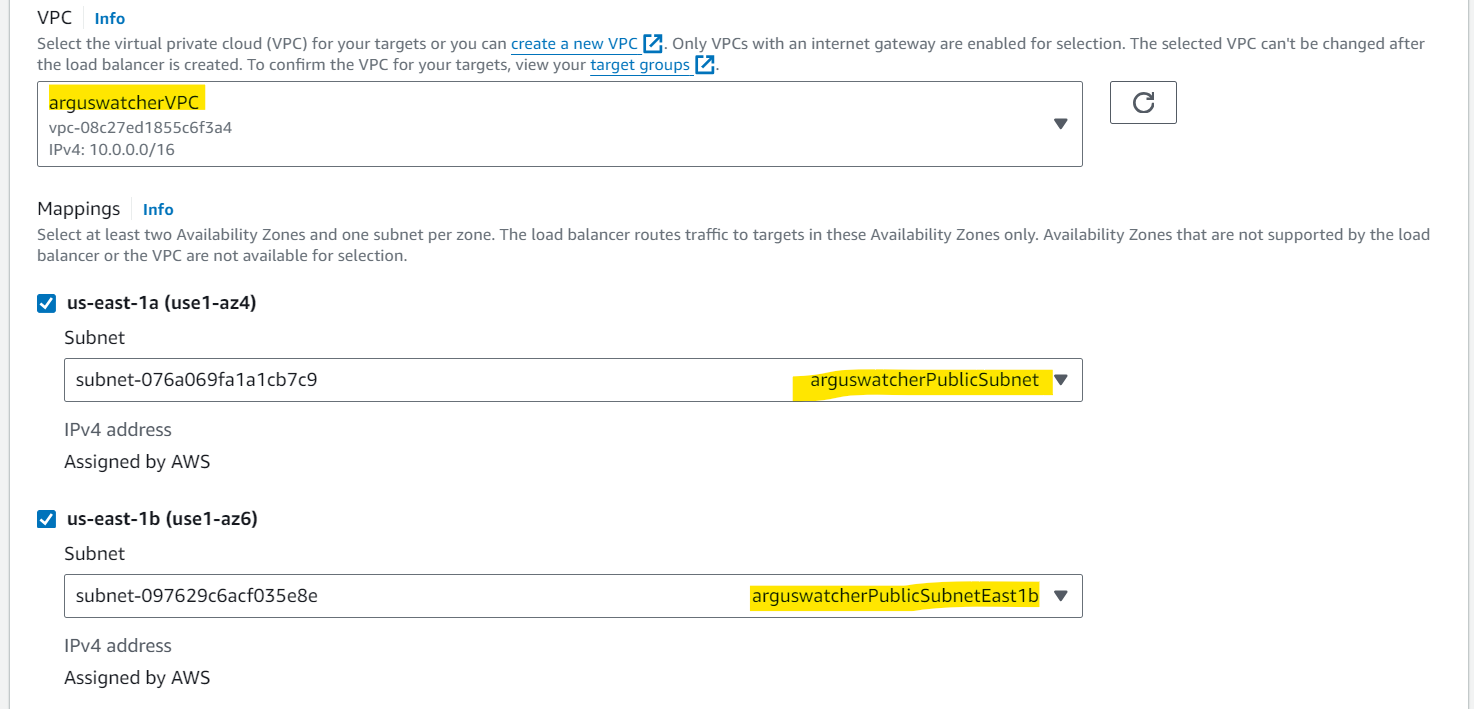 VPC Info
Select the virtual private cloud (VPC) for your targets or you can create a new VPC. Only VPCs with an internet gateway are enabled for selection. The selected VPC can't be changed after
the load balancer is created. To confirm the VPC for your targets, view your target groups.
arguswatcherVPC
vpc-08c27ed1855c6f3a4
IPv4: 10.0.0.0/16
Mappings Info
Select at least two Availability Zones and one subnet per zone. The load balancer routes traffic to targets in these Availability Zones only. Availability Zones that are not supported by the load
balancer or the VPC are not available for selection.
us-east-1a (use1-az4)
Subnet
subnet-076a069fa1a1cb7c9 arguswatcherPublicSubnet
IPv4 address
Assigned by AWS
us-east-1b (use1-az6)
Subnet
subnet-097629c6acf035e8e arguswatcherPublicSubnetEast1b
IPv4 address
Assigned by AWS